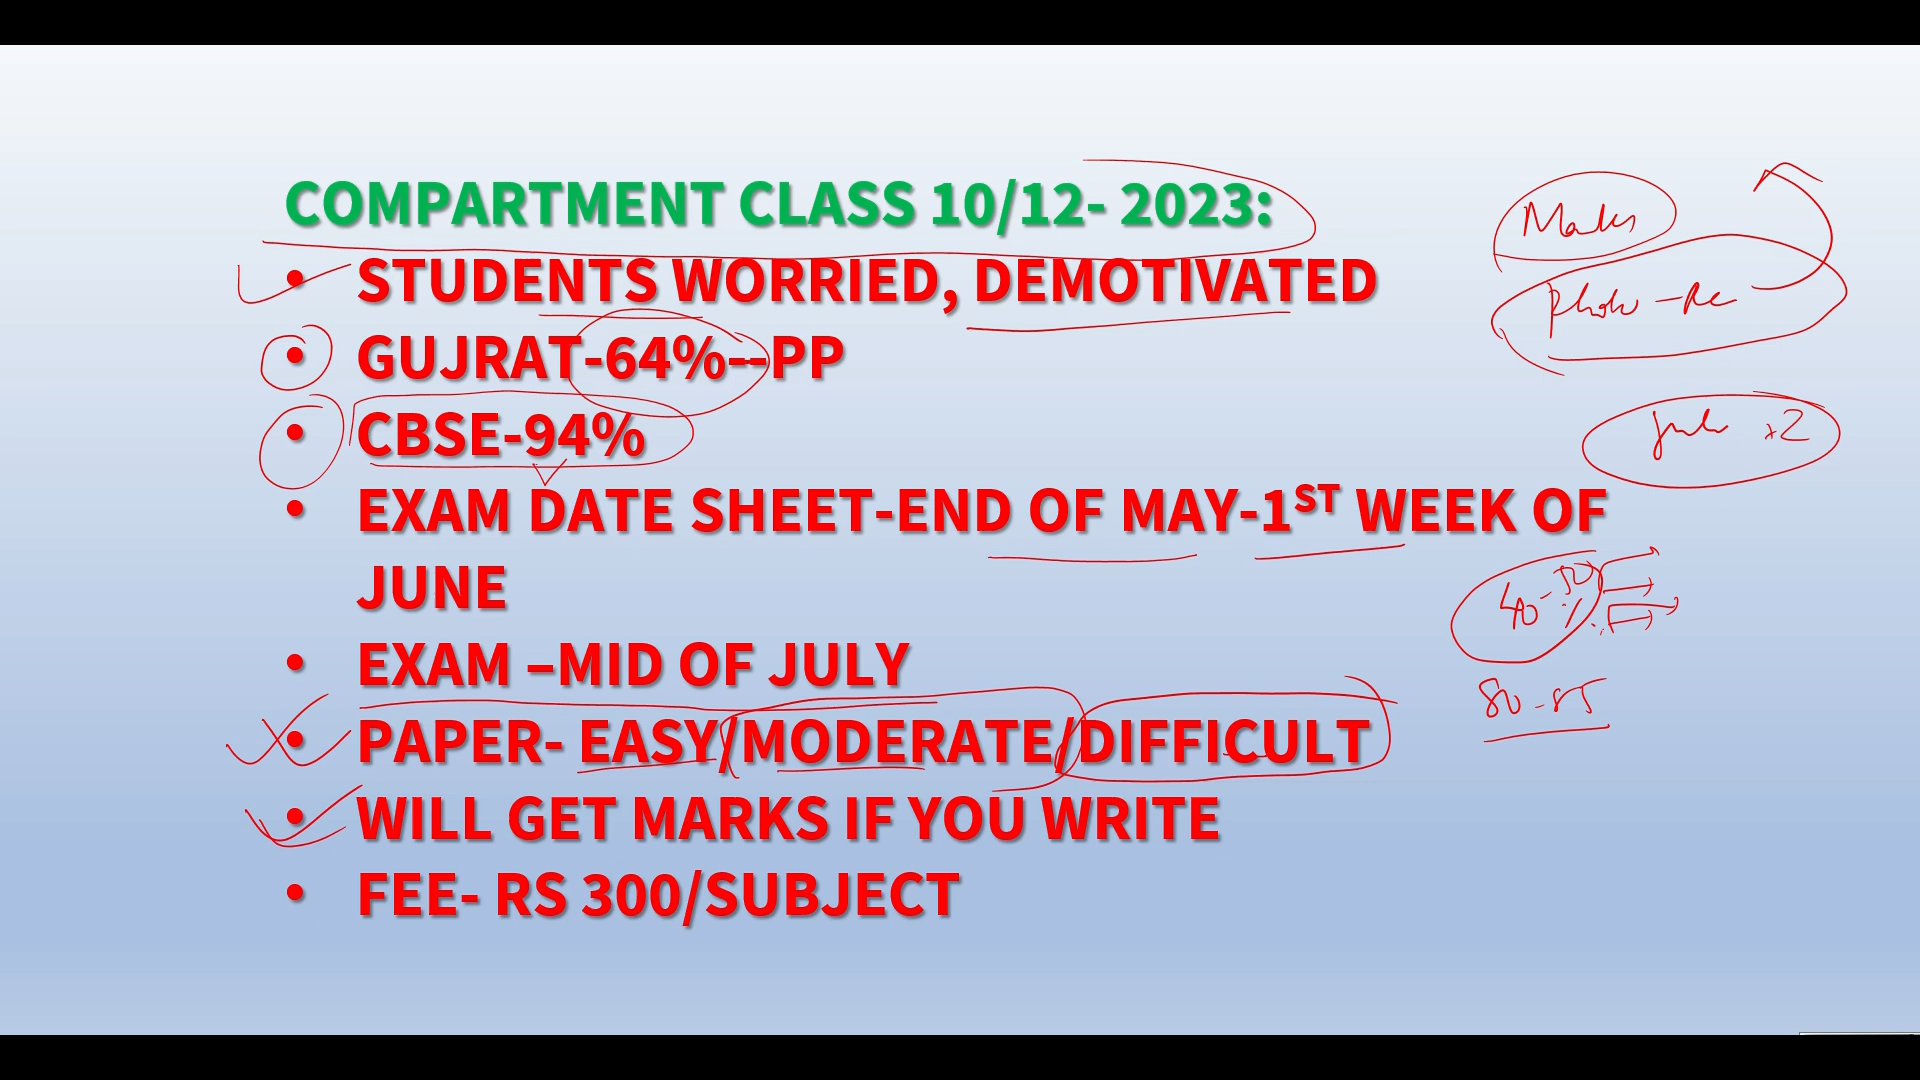 COMPARTMENT CLASS 10/12- 2023:
• STUDENTS WORRIED, DEMOTIVATED
• GUJRAT-64%--PP
• CBSE-94%
• EXAM DATE SHEET-END OF MAY-1ST WEEK OF
JUNE
• EXAM –MID OF JULY
• PAPER- EASY/MODERATE/DIFFICULT
• WILL GET MARKS IF YOU WRITE
• FEE- RS 300/SUBJECT
Marks
Photo - Re
40-50%
80-85